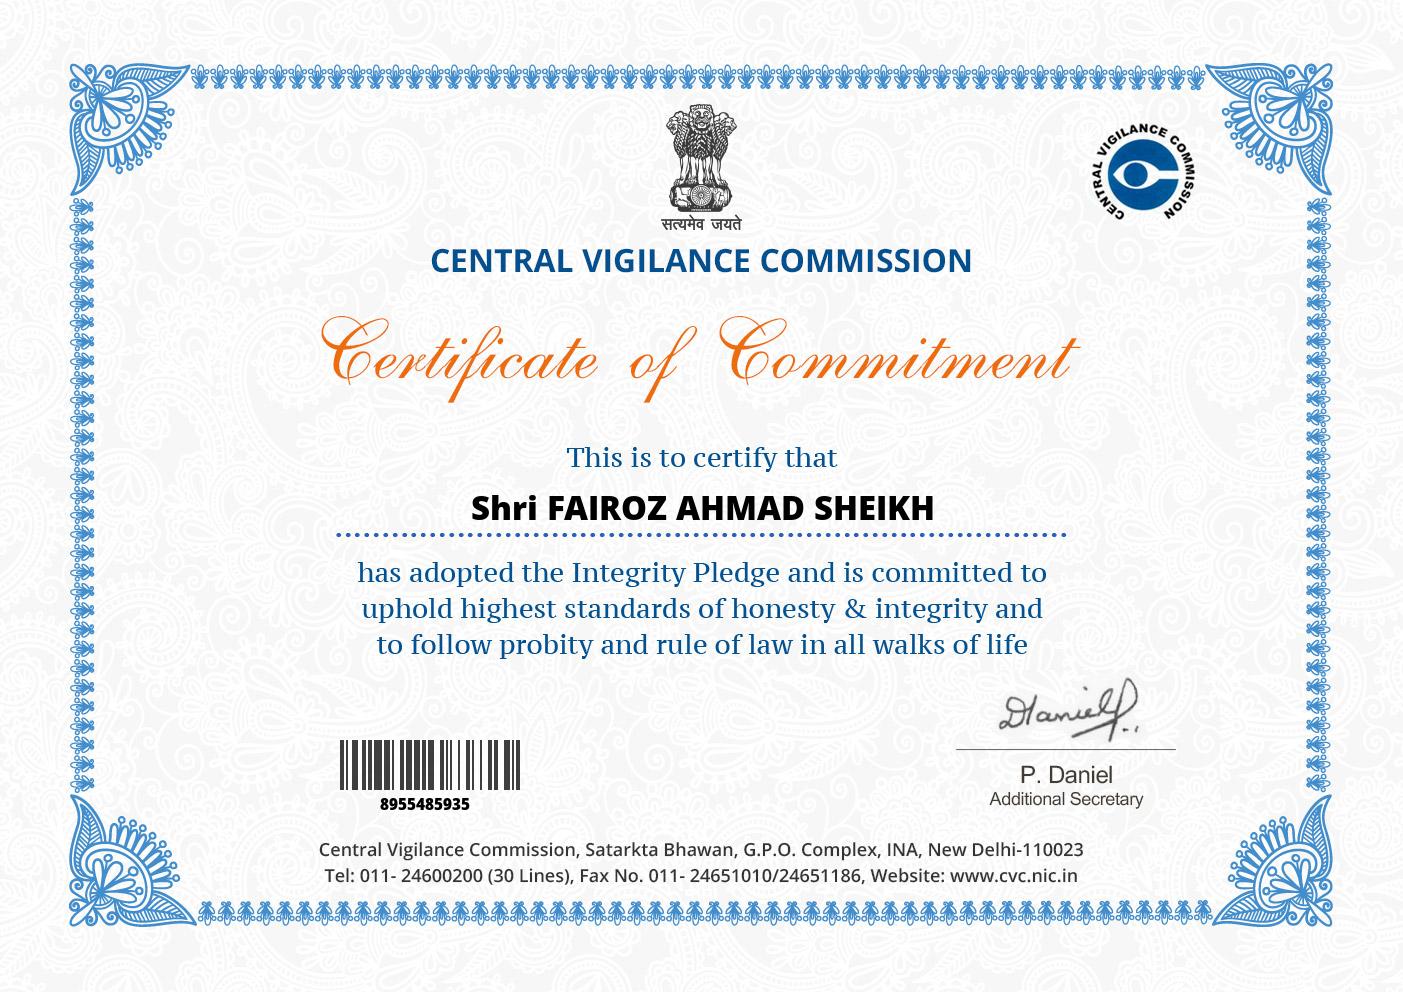 सत्यमेव जयते
CENTRAL VIGILANCE COMMISSION
CENTRAL VIGILANCE COMMISSION
Certificate of Commitment
This is to certify that
Shri FAIROZ AHMAD SHEIKH
has adopted the Integrity Pledge and is committed to
uphold highest standards of honesty & integrity and
to follow probity and rule of law in all walks of life
DanielP..
P. Daniel
Additional Secretary
8955485935
Central Vigilance Commission, Satarkta Bhawan, G.P.O. Complex, INA, New Delhi-110023
Tel: 011- 24600200 (30 Lines), Fax No. 011- 24651010/24651186, Website: www.cvc.nic.in